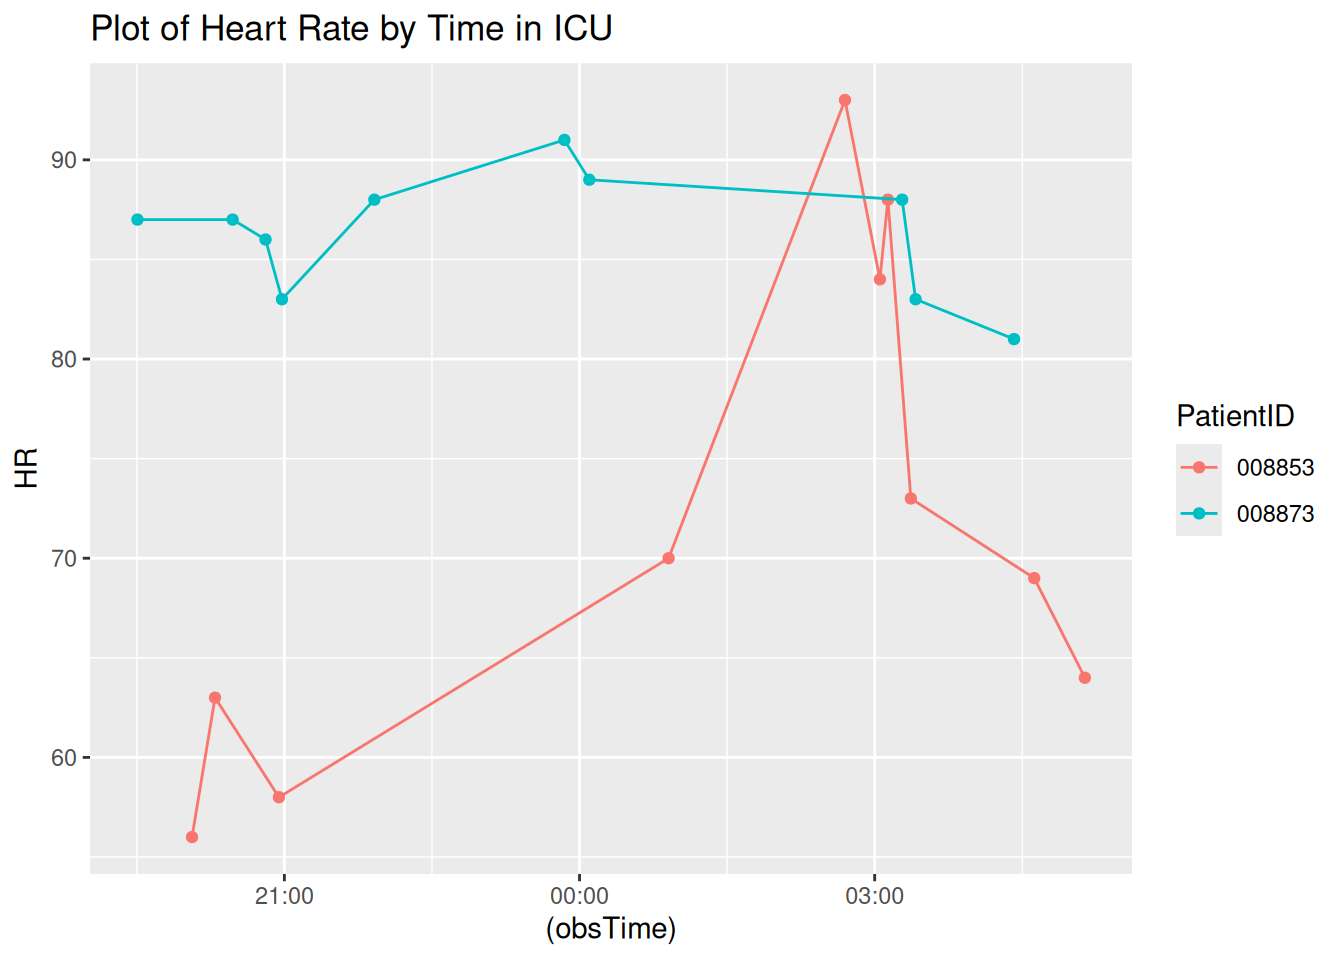 Plot of Heart Rate by Time in ICU
HR
90
80
70
60
21:00
00:00
03:00
(obsTime)
PatientID
008853
008873